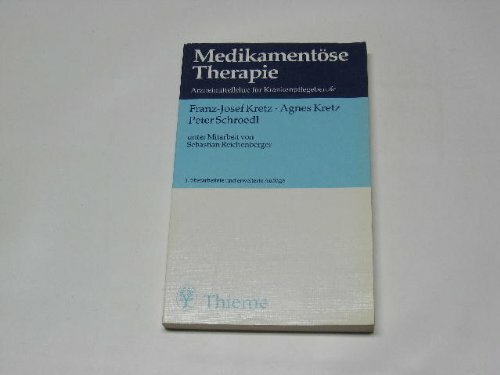 Medikamentöse
Therapie
Arzneimittellehre für Krankenpflegeberufe
Franz-Josef Kretz · Agnes Kretz
Peter Schroedl
unter Mitarbeit von
Sebastian Reichenberger
überarbeitete und erweiterte Auflage
Thieme